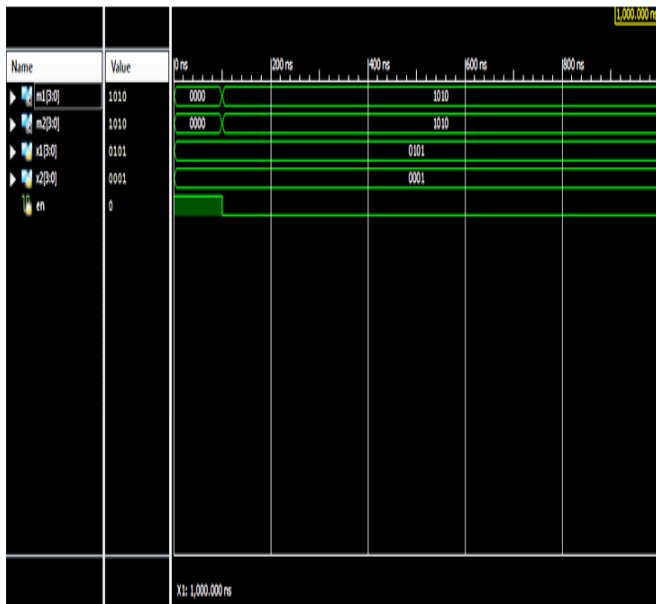 1,000.000 ns
Name Value 0 ns 200 ns 400 ns 600 ns 800 ns
m1[3:0] 1010 0000 1010
m2[3:0] 1010 0000 1010
x1[3:0] 0101 0101
x2[3:0] 0001 0001
en 0
X1: 1,000.000 ns